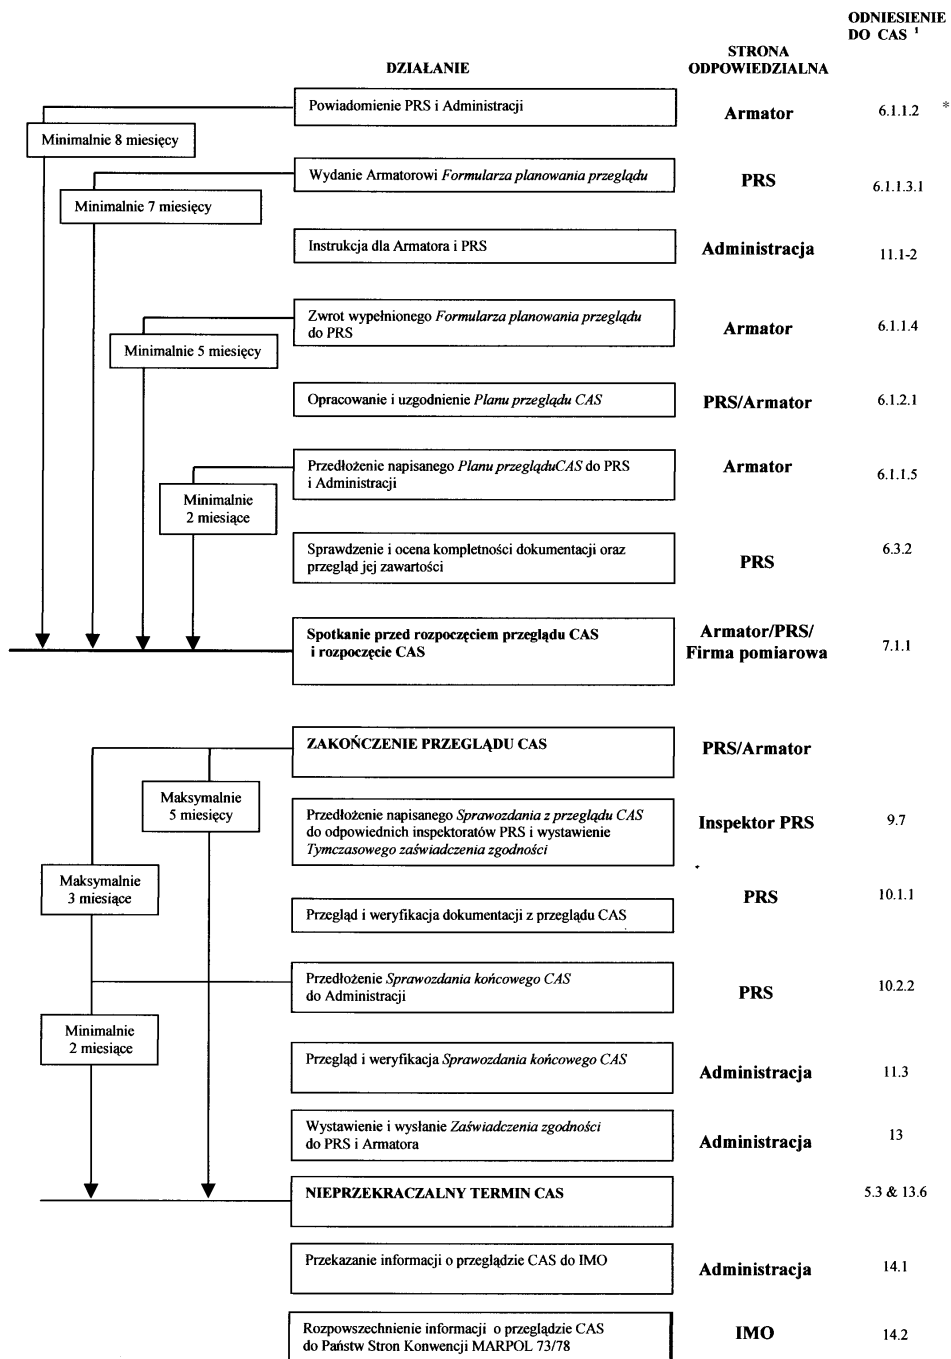 ODNIESIENIE
DO CAS ¹
STRONA
ODPOWIEDZIALNA
DZIAŁANIE
Powiadomienie PRS i Administracji
Armator
6.1.1.2 *
Minimalnie 8 miesięcy
Wydanie Armatorowi Formularza planowania przeglądu
PRS
6.1.1.3.1
Minimalnie 7 miesięcy
Instrukcja dla Armatora i PRS
Administracja
11.1-2
Zwrot wypełnionego Formularza planowania przeglądu
do PRS
Armator
6.1.1.4
Minimalnie 5 miesięcy
Opracowanie i uzgodnienie Planu przeglądu CAS
PRS/Armator
6.1.2.1
Przedłożenie napisanego Planu przegląduCAS do PRS
i Administracji
Armator
6.1.1.5
Minimalnie
2 miesiące
Sprawdzenie i ocena kompletności dokumentacji oraz
przegląd jej zawartości
PRS
6.3.2
Spotkanie przed rozpoczęciem przeglądu CAS
i rozpoczęcie CAS
Armator/PRS/
Firma pomiarowa
7.1.1
ZAKOŃCZENIE PRZEGLĄDU CAS
PRS/Armator
Maksymalnie
5 miesięcy
Przedłożenie napisanego Sprawozdania z przeglądu CAS
do odpowiednich inspektoratów PRS i wystawienie
Tymczasowego zaświadczenia zgodności
Inspektor PRS
9.7
Maksymalnie
3 miesiące
Przegląd i weryfikacja dokumentacji z przeglądu CAS
PRS
10.1.1
Przedłożenie Sprawozdania końcowego CAS
do Administracji
PRS
10.2.2
Minimalnie
2 miesiące
Przegląd i weryfikacja Sprawozdania końcowego CAS
Administracja
11.3
Wystawienie i wysłanie Zaświadczenia zgodności
do PRS i Armatora
Administracja
13
NIEPRZEKRACZALNY TERMIN CAS
5.3 & 13.6
Przekazanie informacji o przeglądzie CAS do IMO
Administracja
14.1
Rozpowszechnienie informacji o przeglądzie CAS
do Państw Stron Konwencji MARPOL 73/78
IMO
14.2